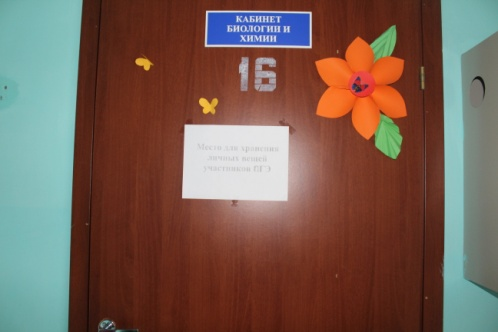 КАБИНЕТ
БИОЛОГИИ И
ХИМИИ
16
Место для хранения
личных вещей
участников ЕГЭ